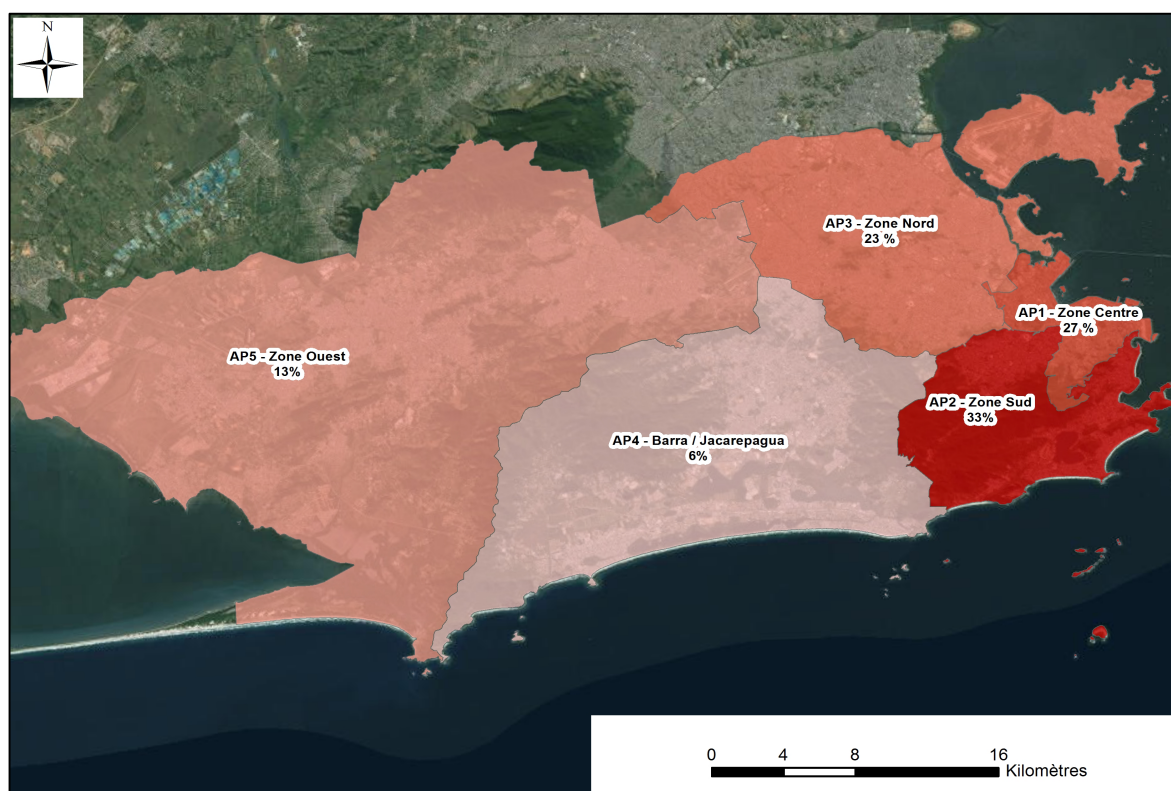 N
AP3 - Zone Nord
23 %
AP1 - Zone Centre
27 %
AP5 - Zone Ouest
13%
AP2 - Zone Sud
33%
AP4 - Barra / Jacarepagua
6%
0 4 8 16
Kilomètres